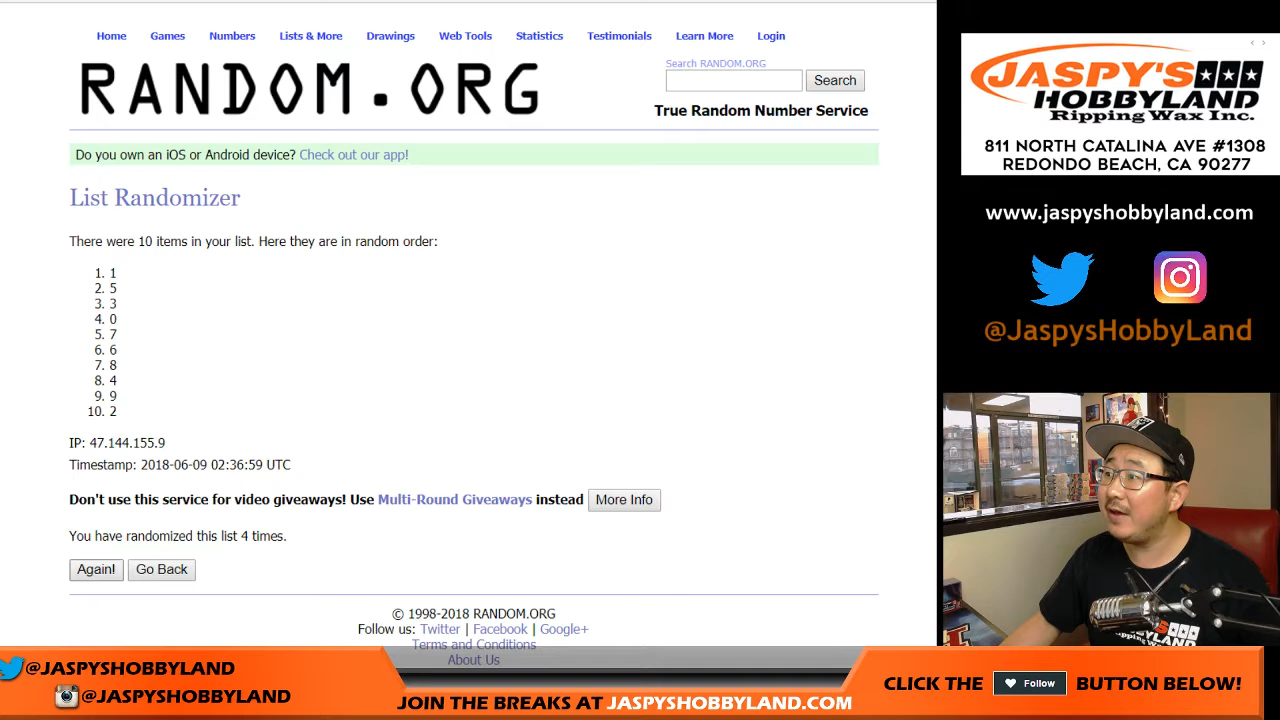 Home Games Numbers Lists & More Drawings Web Tools Statistics Testimonials Learn More Login
RANDOM.ORG
Search RANDOM.ORG
Search
True Random Number Service
Do you own an iOS or Android device? Check out our app!
List Randomizer
There were 10 items in your list. Here they are in random order:
1. 1
2. 5
3. 3
4. 0
5. 7
6. 6
7. 8
8. 4
9. 9
10. 2
IP: 47.144.155.9
Timestamp: 2018-06-09 02:36:59 UTC
Don't use this service for video giveaways! Use Multi-Round Giveaways instead More Info
You have randomized this list 4 times.
Again! Go Back
© 1998-2018 RANDOM.ORG
Follow us: Twitter | Facebook | Google+
Terms and Conditions
About Us
JASPY'S
HOBBYLAND
Ripping Wax Inc.
811 NORTH CATALINA AVE #1308
REDONDO BEACH, CA 90277
www.jaspyshobbyland.com
@JaspysHobbyLand
@JASPYSHOBBYLAND
@JASPYSHOBBYLAND
JOIN THE BREAKS AT JASPYSHOBBYLAND.COM
CLICK THE Follow BUTTON BELOW!